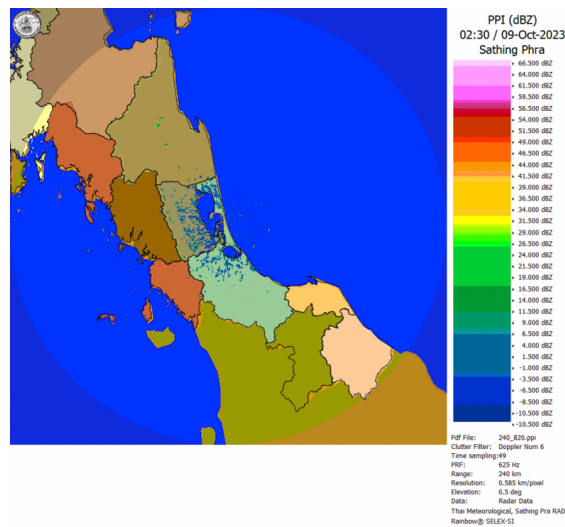 PPI (dBZ)
02:30 / 09-Oct-2023
Sathing Phra
66.500 dBZ
64.000 dBZ
61.500 dBZ
59.500 dBZ
56.500 dBZ
54.000 dBZ
51.500 dBZ
49.000 dBZ
46.500 dBZ
44.000 dBZ
41.500 dBZ
39.000 dBZ
36.000 dBZ
34.000 dBZ
31.500 dBZ
29.000 dBZ
26.500 dBZ
24.000 dBZ
21.500 dBZ
19.000 dBZ
16.500 dBZ
14.000 dBZ
11.500 dBZ
9.000 dBZ
6.500 dBZ
4.000 dBZ
1.500 dBZ
-1.000 dBZ
-3.500 dBZ
-6.500 dBZ
-8.500 dBZ
-10.500 dBZ
-10.500 dBZ
Pdf File: 240_820.ppi
Clutter Filter: Doppler Num 6
Time sampling:49
PRF: 625 Hz
Range: 240 km
Resolution: 0.585 km/pixel
Elevation: 0.5 deg
Data: Radar Data
Thai Meteorological, Sathing Pra RAD
Rainbow® SELEX-SI